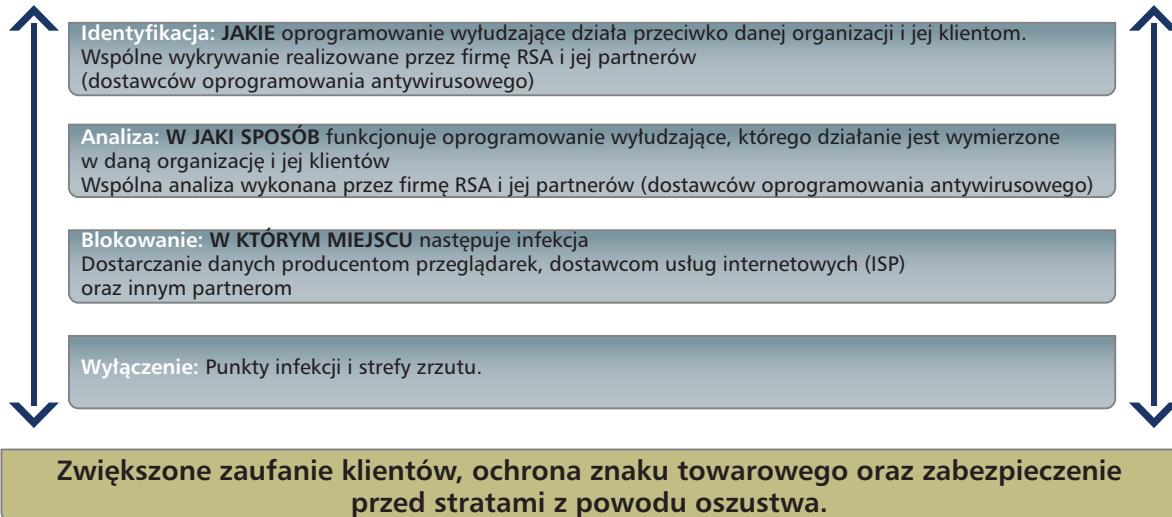 Identyfikacja: JAKIE oprogramowanie wyłudzające działa przeciwko danej organizacji i jej klientom.
Wspólne wykrywanie realizowane przez firmę RSA i jej partnerów
(dostawców oprogramowania antywirusowego)
Analiza: W JAKI SPOSÓB funkcjonuje oprogramowanie wyłudzające, którego działanie jest wymierzone
w daną organizację i jej klientów
Wspólna analiza wykonana przez firmę RSA i jej partnerów (dostawców oprogramowania antywirusowego)
Blokowanie: W KTÓRYM MIEJSCU następuje infekcja
Dostarczanie danych producentom przeglądarek, dostawcom usług internetowych (ISP)
oraz innym partnerom
Wyłączenie: Punkty infekcji i strefy zrzutu.
Zwiększone zaufanie klientów, ochrona znaku towarowego oraz zabezpieczenie
przed stratami z powodu oszustwa.